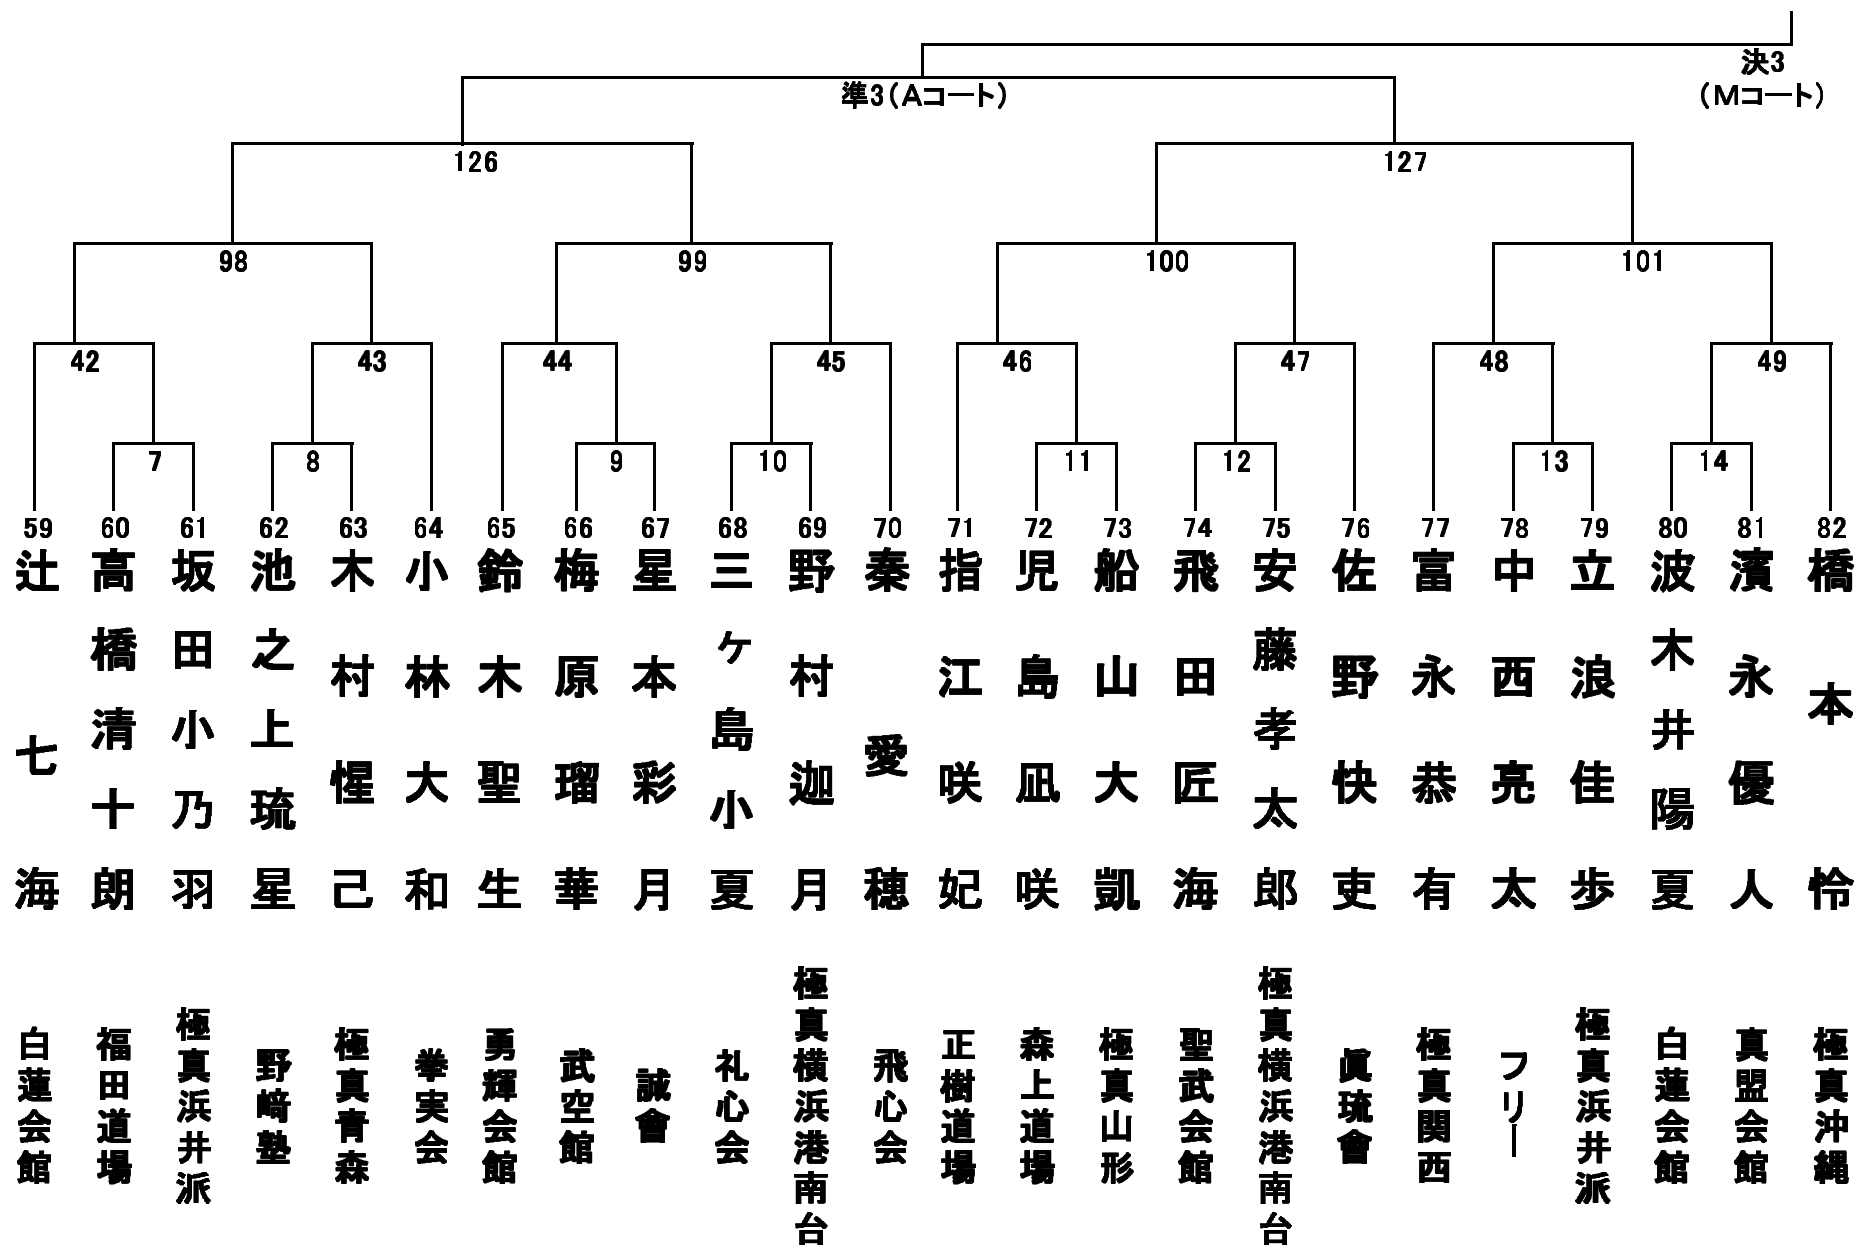 決3
準3(Aコート)
(Mコート)
126
127
98
99
100
101
42
43
44
45
46
47
48
49
7
8
9
10
11
12
13
14
59
辻七海
白蓮会館
60
高橋清十朗
福田道場
61
坂田小乃羽
極真浜井派
62
池之上琉星
野﨑塾
63
木村惺己
極真青森
64
小林大和
拳実会
65
鈴木聖生
勇輝会館
66
梅原瑠華
武空館
67
星本彩月
誠會
68
三ヶ島小夏
礼心会
69
野村迦月
極真横浜港南台
70
秦愛穂
飛心会
71
指江咲妃
正樹道場
72
児島凪咲
森上道場
73
船山大凱
極真山形
74
飛田匠海
聖武会館
75
安藤孝太郎
極真横浜港南台
76
佐野快吏
眞琉會
77
富永恭有
極真関西
78
中西亮太
フリー
79
立浪佳歩
極真浜井派
80
波木井陽夏
白蓮会館
81
濱永優人
真盟会館
82
橋本怜
極真沖縄